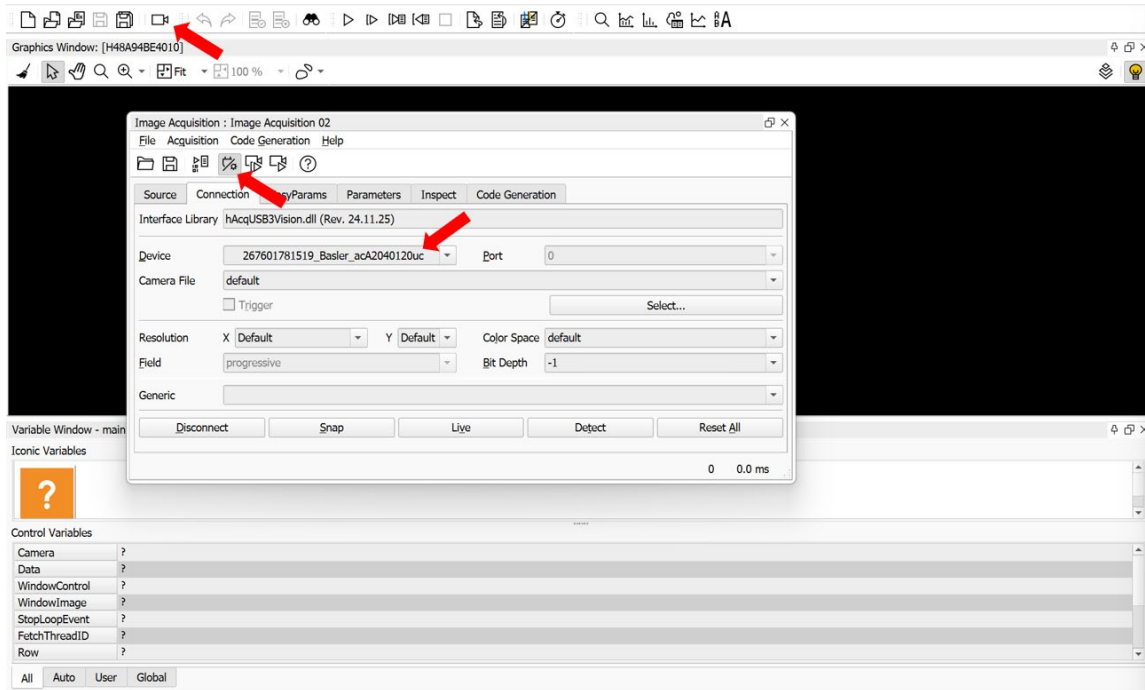 Graphics Window: [H48A94BE4010]
Fit 100 %
Image Acquisition : Image Acquisition 02
File Acquisition Code Generation Help
Source Connection Parameters Inspect Code Generation
Interface Library hAcqUSB3Vision.dll (Rev. 24.11.25)
Device 267601781519_Basler_acA2040120uc Port 0
Camera File default
Trigger Select...
Resolution X Default Y Default Color Space default
Field progressive Bit Depth -1
Generic
Disconnect Snap Live Detect Reset All
0 0.0 ms
Variable Window - main
Iconic Variables
?
Control Variables
Camera ?
Data ?
WindowControl ?
WindowImage ?
StopLoopEvent ?
FetchThreadID ?
Row ?
All Auto User Global